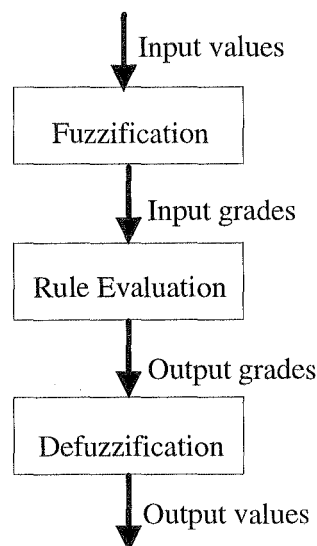 Input values
Fuzzification
Input grades
Rule Evaluation
Output grades
Defuzzification
Output values